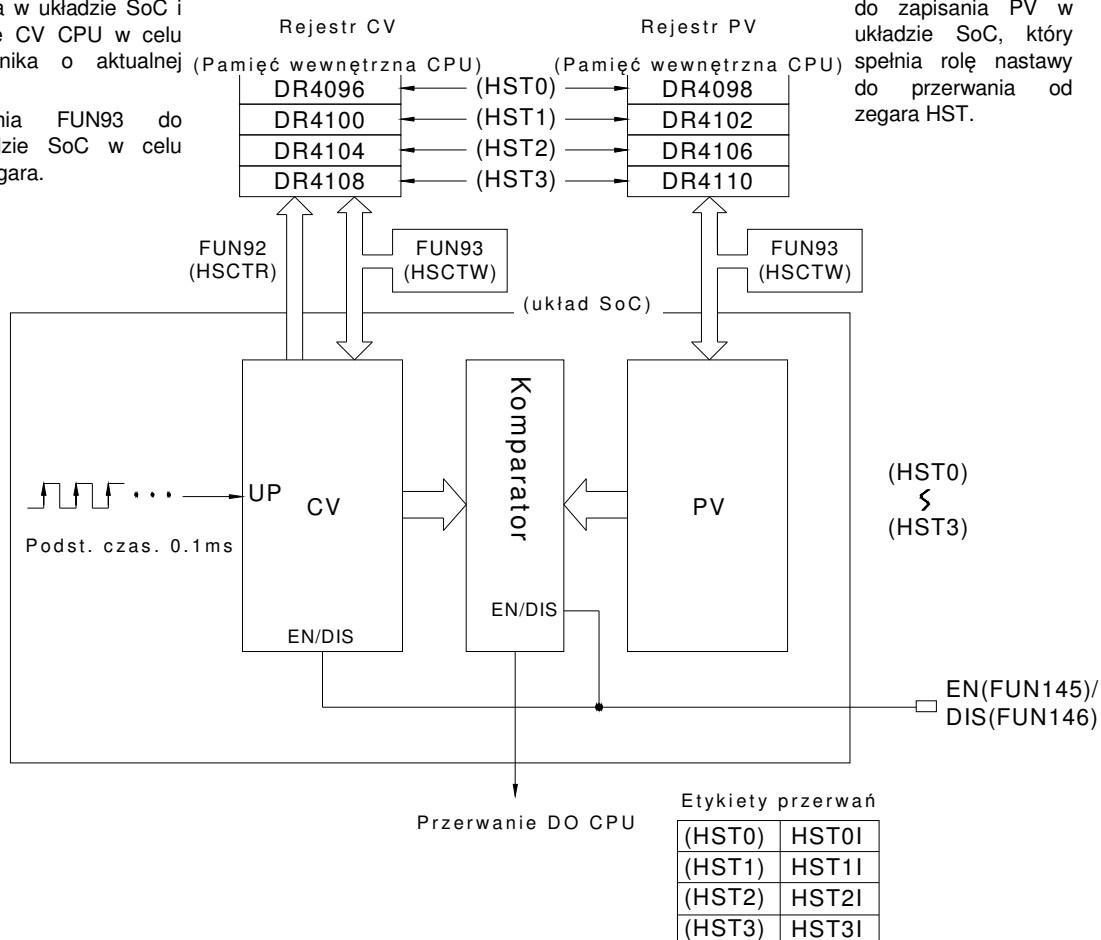 a w układzie SoC i
e CV CPU w celu
nika o aktualnej
nia FUN93 do
dzie SoC w celu
gara.
do zapisania PV w
układzie SoC, który
spełnia rolę nastawy
do przerwania od
zegara HST.
Rejestr CV
Rejestr PV
(Pamięć wewnętrzna CPU)
(Pamięć wewnętrzna CPU)
DR4096 (HST0) DR4098
DR4100 (HST1) DR4102
DR4104 (HST2) DR4106
DR4108 (HST3) DR4110
FUN92
(HSCTR)
FUN93
(HSCTW)
FUN93
(HSCTW)
(układ SoC)
Komparator
UP
CV
PV
Podst. czas. 0.1ms
(HST0)
(HST3)
EN/DIS
EN/DIS
EN(FUN145)/
DIS(FUN146)
Przerwanie DO CPU
Etykiety przerwań
(HST0) HST0I
(HST1) HST1I
(HST2) HST2I
(HST3) HST3I